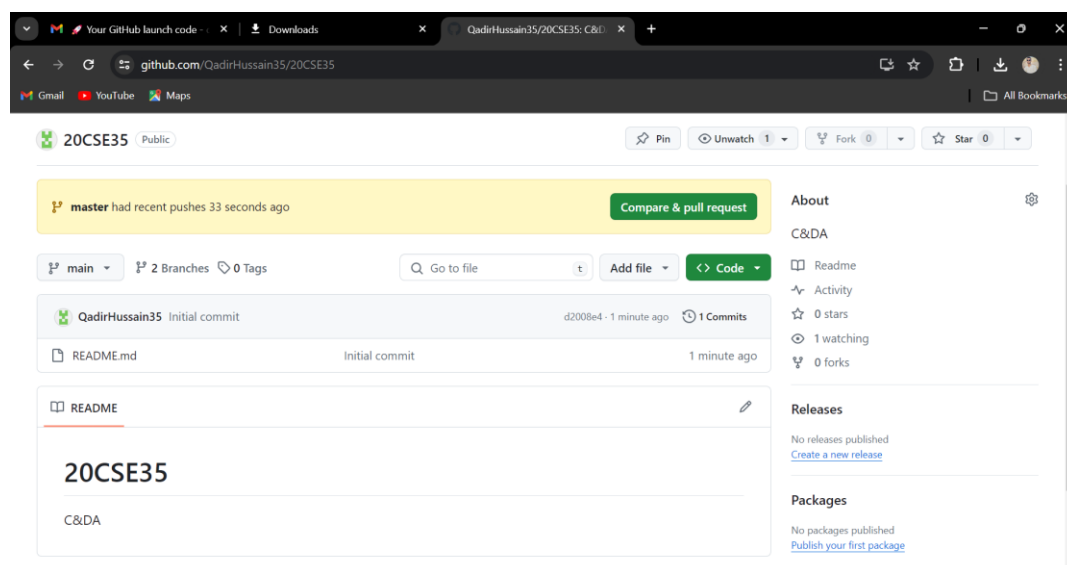 Your GitHub launch code -
Downloads
QadirHussain35/20CSE35: C&D
github.com/QadirHussain35/20CSE35
Gmail YouTube Maps All Bookmarks
20CSE35 Public Pin Unwatch 1 Fork 0 Star 0
master had recent pushes 33 seconds ago Compare & pull request
main 2 Branches 0 Tags Go to file t Add file <> Code
QadirHussain35 Initial commit d2008e4 · 1 minute ago 1 Commits
README.md Initial commit 1 minute ago
README
20CSE35
C&DA
About
C&DA
Readme
Activity
0 stars
1 watching
0 forks
Releases
No releases published
Create a new release
Packages
No packages published
Publish your first package